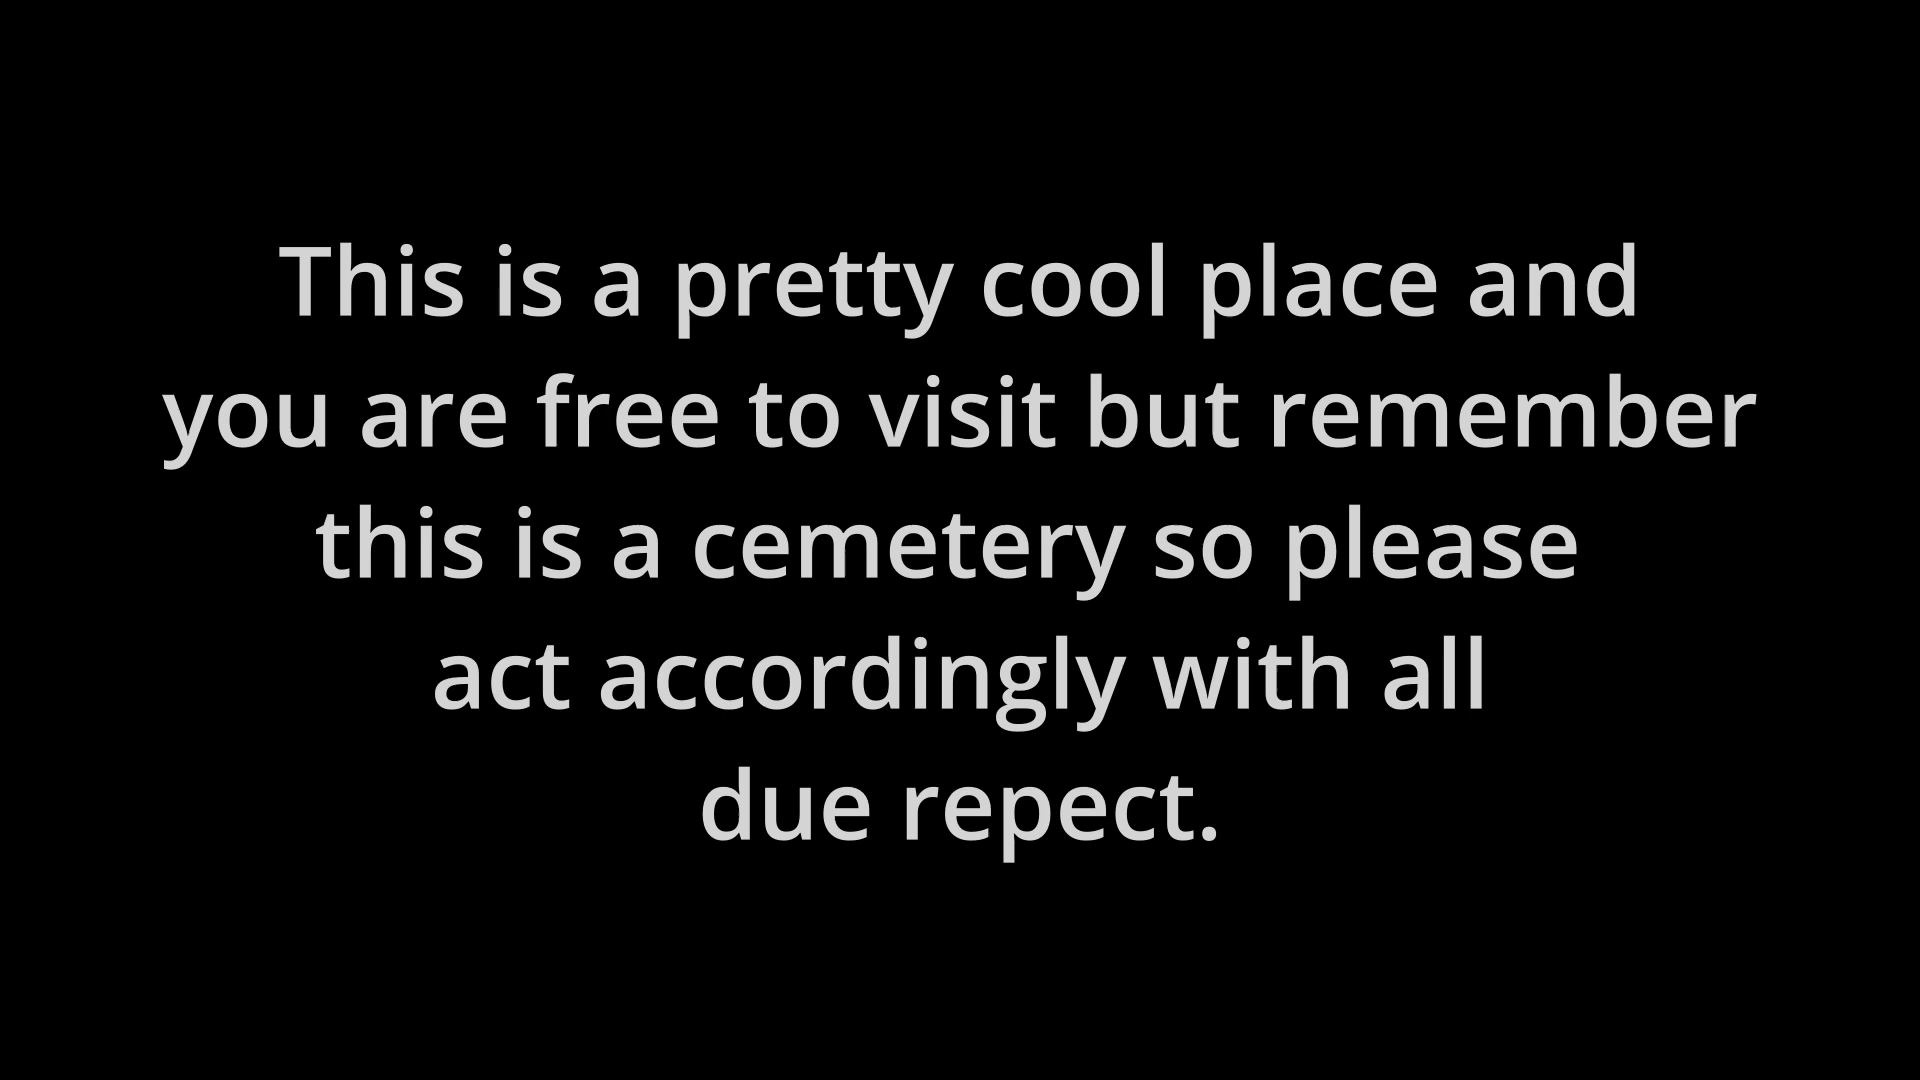 This is a pretty cool place and
you are free to visit but remember
this is a cemetery so please
act accordingly with all
due repect.